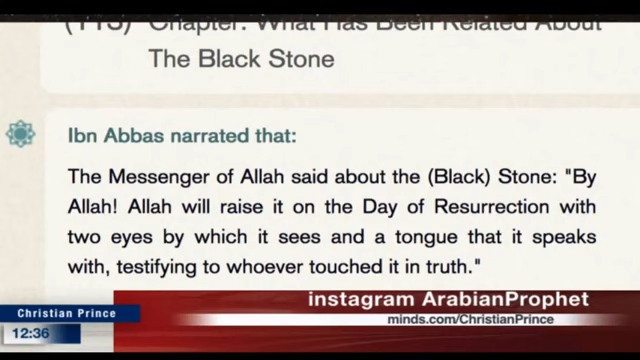 (113) Chapter: What Has Been Related About
The Black Stone
Ibn Abbas narrated that:
The Messenger of Allah said about the (Black) Stone: "By
Allah! Allah will raise it on the Day of Resurrection with
two eyes by which it sees and a tongue that it speaks
with, testifying to whoever touched it in truth."
instagram ArabianProphet
Christian Prince
minds.com/ChristianPrince
12:36